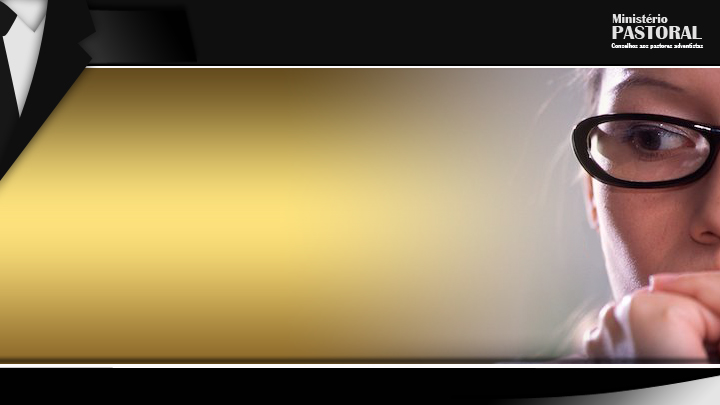 Ministério
PASTORAL
Conselhos aos pastores adventistas